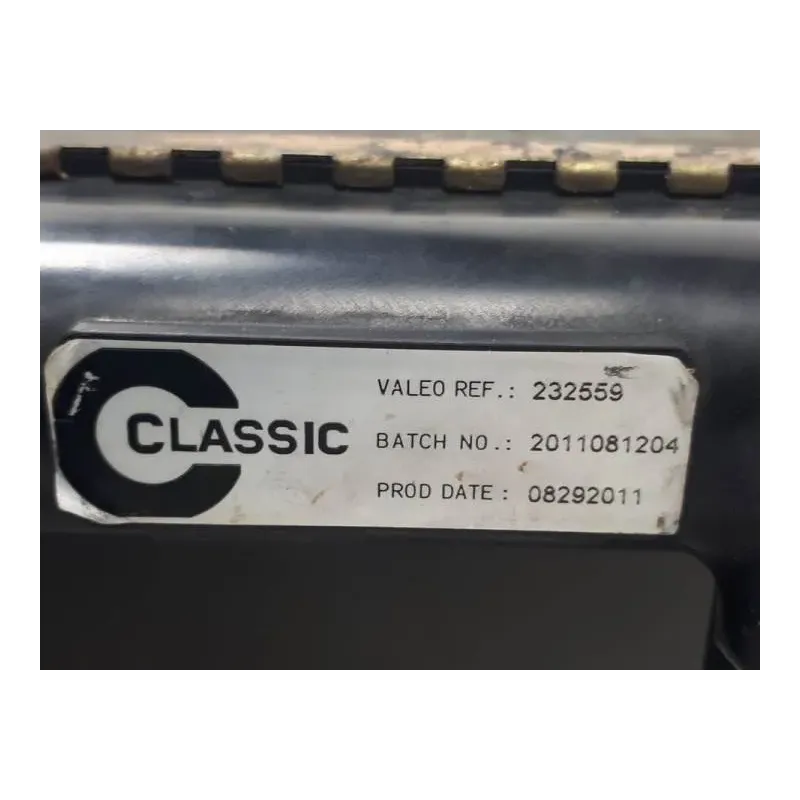 CLASSIC
VALEO REF.: 232559
BATCH NO.: 2011081204
PROD DATE: 08292011